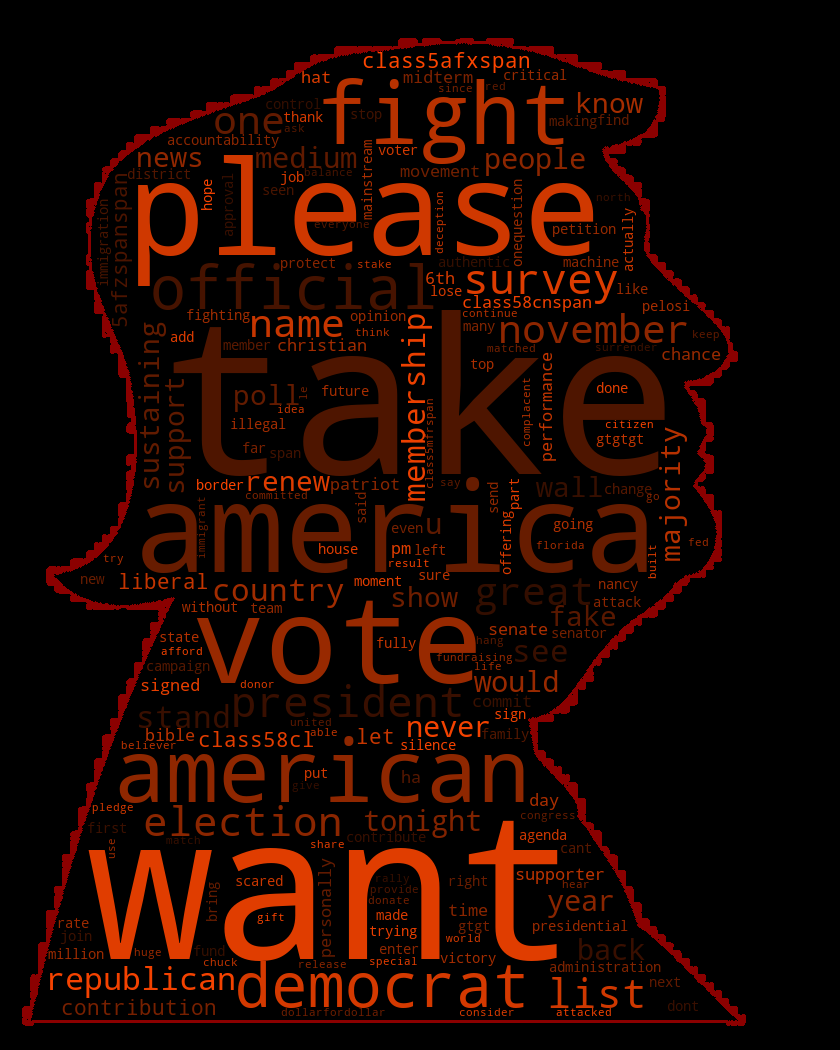 class5afxspan
hat
midterm
critical
since
red
fight
know
control
one
thank
stop
making
find
ask
accountability
voter
news
medium
mainstream
people
movement
district
job
balance
seen
hope
approval
please
north
everyone
deception
onequestion
petition
actually
immigration
5afzspanspan
protect
stake
authentic
machine
official
6th
survey
like
lose
class58cnspan
pelosi
fighting
name
opinion
continue
many
november
keep
add
think
member
christian
matched
surrender
chance
take
membership
top
performance
sustaining
support
poll
le
future
done
idea
illegal
complacent
citizen
gtgtgt
far
span
class5mfrspan
majority
border
renew
patriot
say
send
part
wall
change
go
committed
said
immigrant
america
even
u
offering
going
house
pm
left
florida
built
fed
result
try
new
liberal
country
moment
sure
show
great
nancy
attack
without
team
fake
state
vote
fully
senate
senator
hang
afford
see
campaign
fundraising
life
signed
donor
would
president
commit
stand
sign
united
never
family
bible
able
class58cl
let
silence
believer
american
put
ha
give
pledge
day
congress
first
election
tonight
agenda
match
contribute
cant
use
share
want
scared
rally
right
supporter
hear
provide
bring
personally
donate
year
gift
made
time
rate
trying
gtgt
presidential
join
world
million
huge
fund
enter
back
chuck
release
special
victory
administration
republican
democrat
list
next
contribution
dollarfordollar
consider
attacked
dont